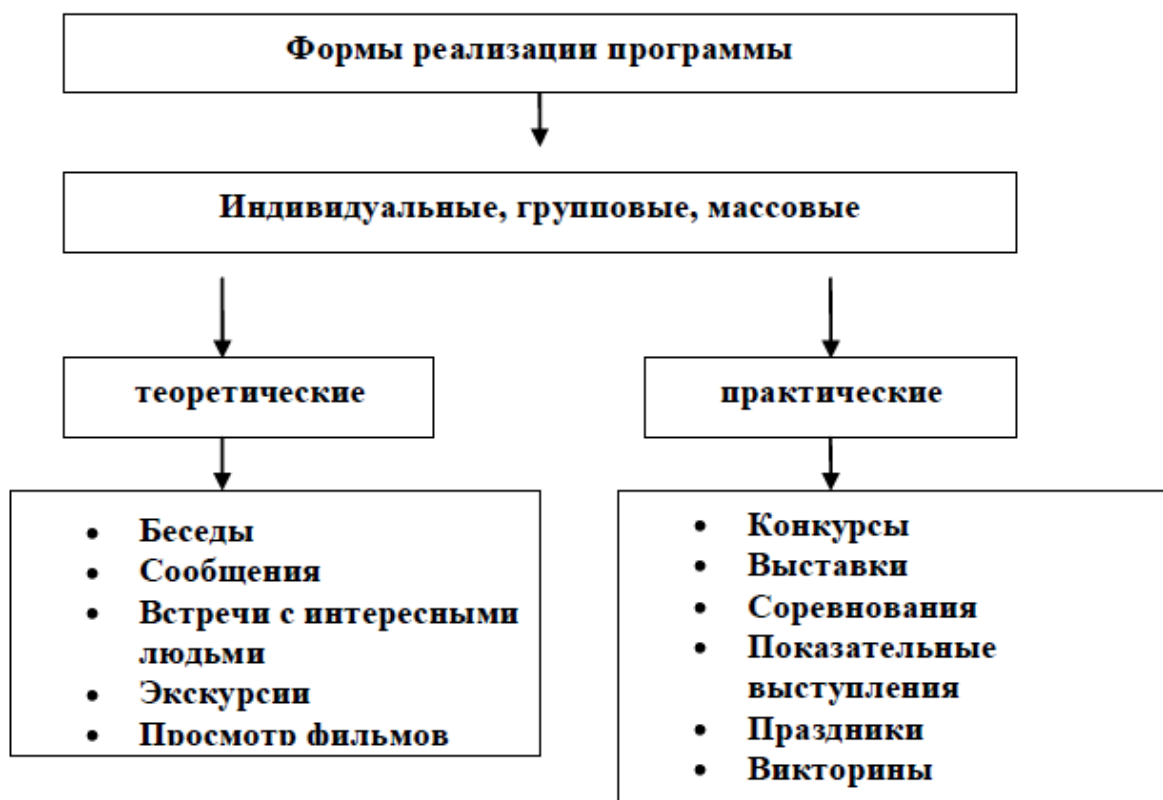 Формы реализации программы
Индивидуальные, групповые, массовые
теоретические
практические
• Беседы
• Сообщения
• Встречи с интересными
людьми
• Экскурсии
• Просмотр фильмов
• Конкурсы
• Выставки
• Соревнования
• Показательные
выступления
• Праздники
• Викторины